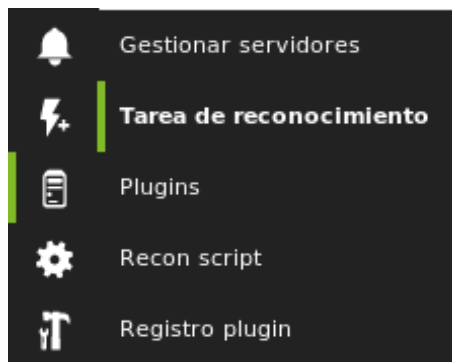 Gestionar servidores
Tarea de reconocimiento
Plugins
Recon script
Registro plugin